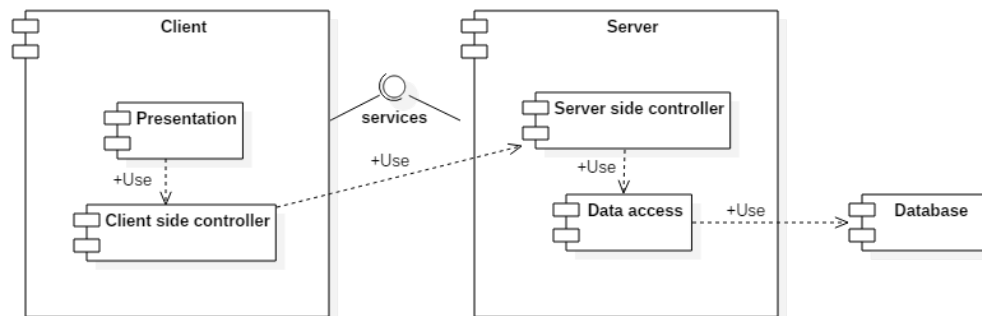 Client
Server
services
Presentation
Server side controller
+Use
+Use
+Use
Client side controller
Data access
+Use
Database